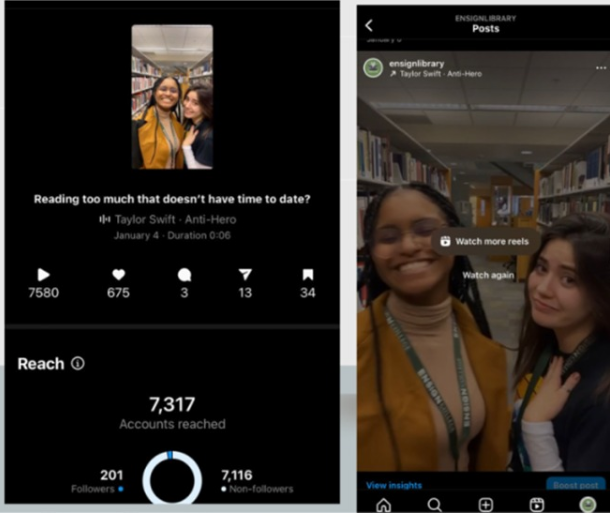 Reading too much that doesn't have time to date?
Taylor Swift · Anti-Hero
January 4 · Duration 0:06
7580 675 3 13 34
Reach
7,317
Accounts reached
201 7,116
Followers Non-followers
ENSIGNLIBRARY
Posts
ensignlibrary
Taylor Swift · Anti-Hero
Watch more reels
Watch again
ENSIGN
View insights Boost post